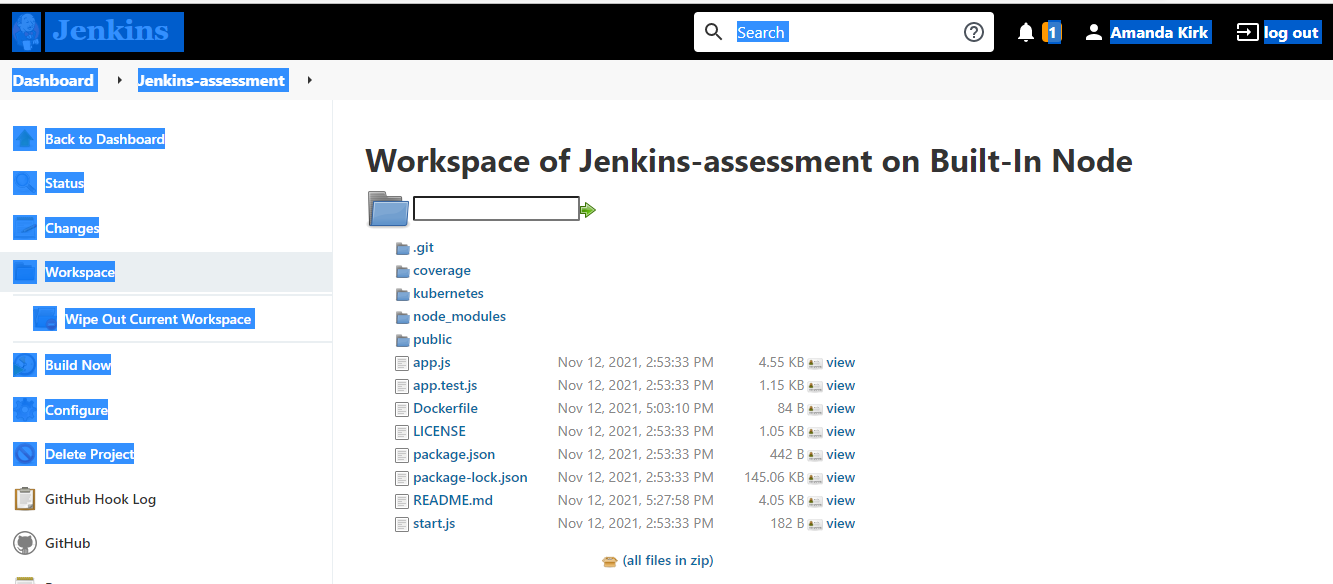 Jenkins
Search
1
Amanda Kirk
log out
Dashboard
Jenkins-assessment
Back to Dashboard
Status
Changes
Workspace
Wipe Out Current Workspace
Build Now
Configure
Delete Project
GitHub Hook Log
GitHub
Workspace of Jenkins-assessment on Built-In Node
.git
coverage
kubernetes
node_modules
public
app.js Nov 12, 2021, 2:53:33 PM 4.55 KB view
app.test.js Nov 12, 2021, 2:53:33 PM 1.15 KB view
Dockerfile Nov 12, 2021, 5:03:10 PM 84 B view
LICENSE Nov 12, 2021, 2:53:33 PM 1.05 KB view
package.json Nov 12, 2021, 2:53:33 PM 442 B view
package-lock.json Nov 12, 2021, 2:53:33 PM 145.06 KB view
README.md Nov 12, 2021, 5:27:58 PM 4.05 KB view
start.js Nov 12, 2021, 2:53:33 PM 182 B view
(all files in zip)